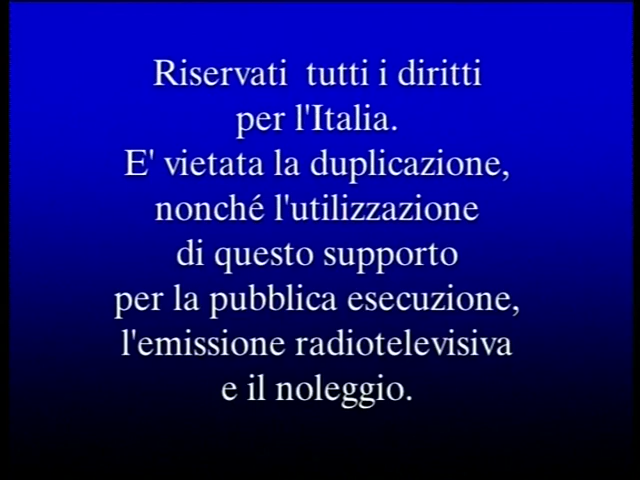 Riservati  tutti i diritti
per l'Italia.
E' vietata la duplicazione,
nonché l'utilizzazione
di questo supporto
per la pubblica esecuzione,
l'emissione radiotelevisiva
e il noleggio.